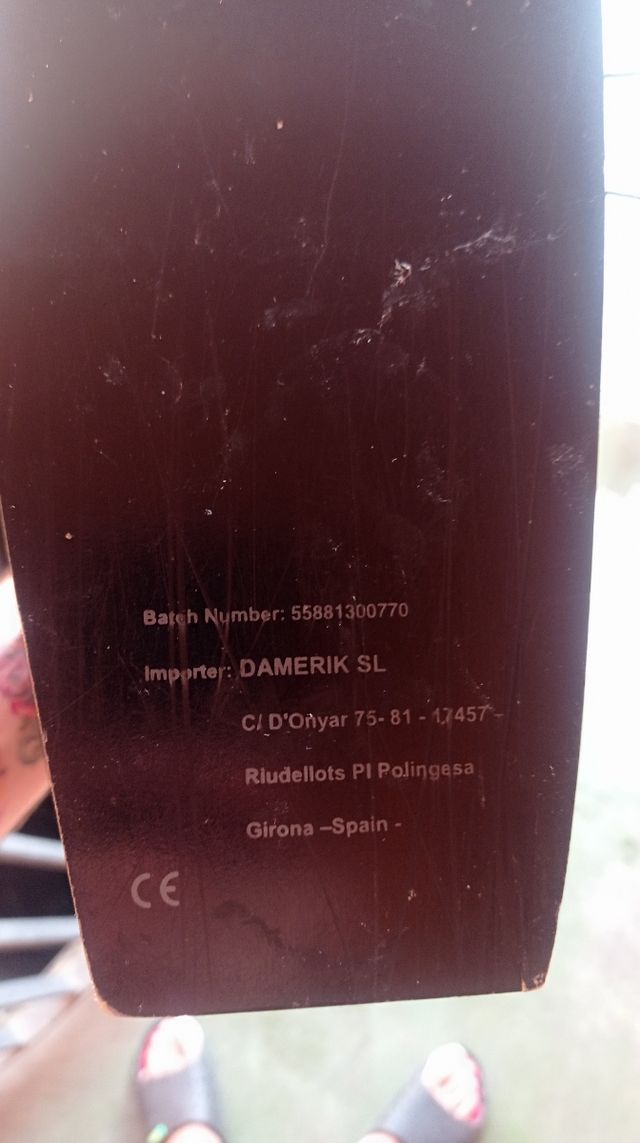 Batch Number: 55881300770
Importer: DAMERIK SL
C/ D'Onyar 75- 81 - 17457 -
Riudellots PI Polingesa
Girona –Spain -
CE